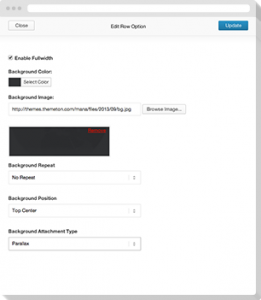 Close
Edit Row Option
Update
Enable Fullwidth
Background Color:
Select Color
Background Image:
http://themes.themeton.com/mana/files/2013/09/bg.jpg
Browse Image...
Remove
Background Repeat
No Repeat
Background Position
Top Center
Background Attachment Type
Parallax